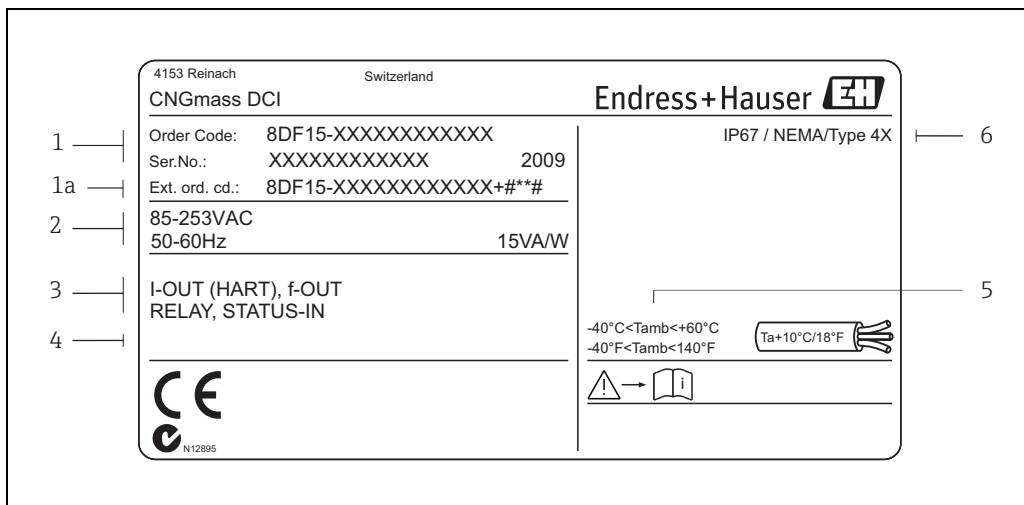 4153 Reinach Switzerland
CNGmass DCI
Endress+Hauser EH
1
Order Code: 8DF15-XXXXXXXXXXXX
Ser.No.: XXXXXXXXXXXX 2009
1a
Ext. ord. cd.: 8DF15-XXXXXXXXXXXX+#**#
2
85-253VAC
50-60Hz 15VA/W
3
I-OUT (HART), f-OUT
RELAY, STATUS-IN
4
IP67 / NEMA/Type 4X
6
5
-40°C<Tamb<+60°C
-40°F<Tamb<140°F
Ta+10°C/18°F
i
CE
N12895